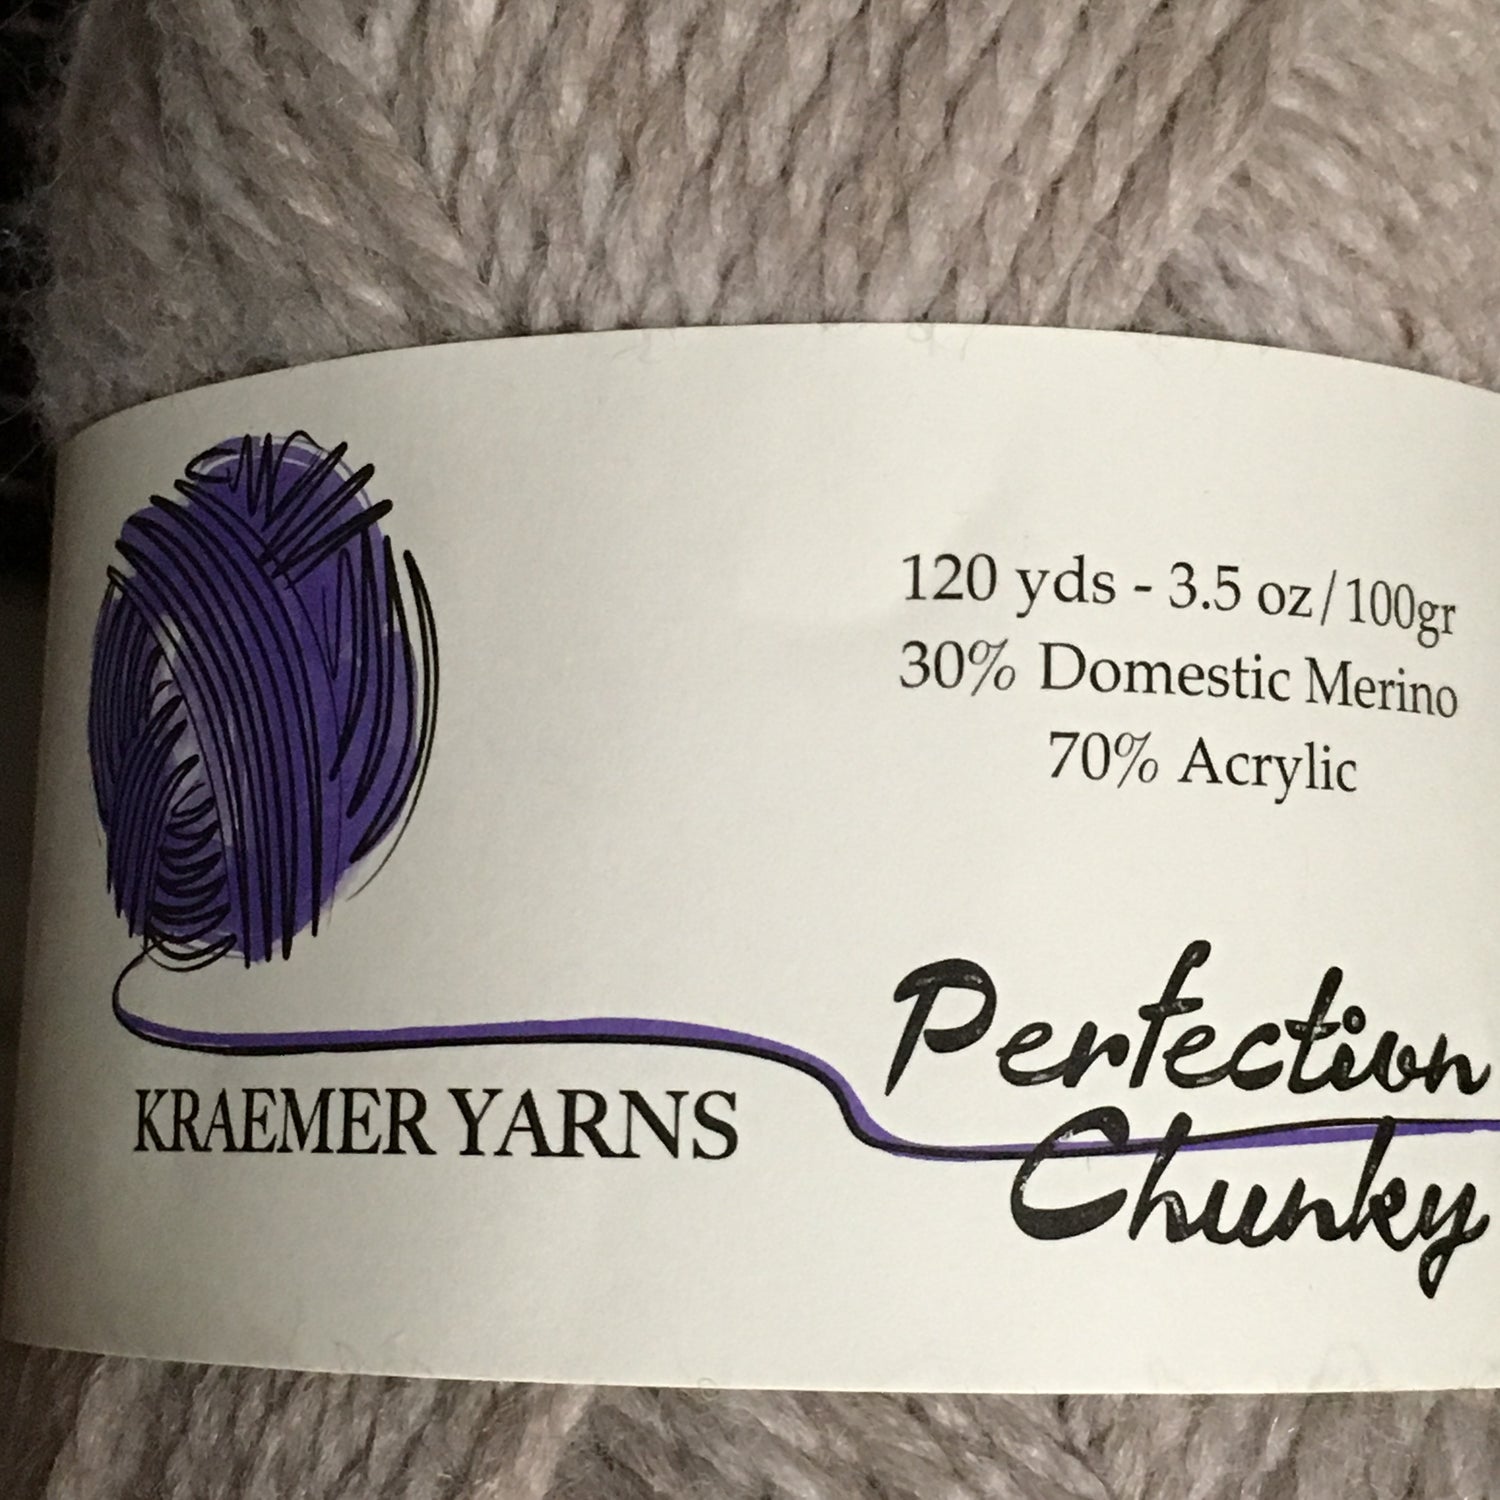 120 yds - 3.5 oz/100gr
30% Domestic Merino
70% Acrylic
Perfection
Chunky
KRAEMER YARNS